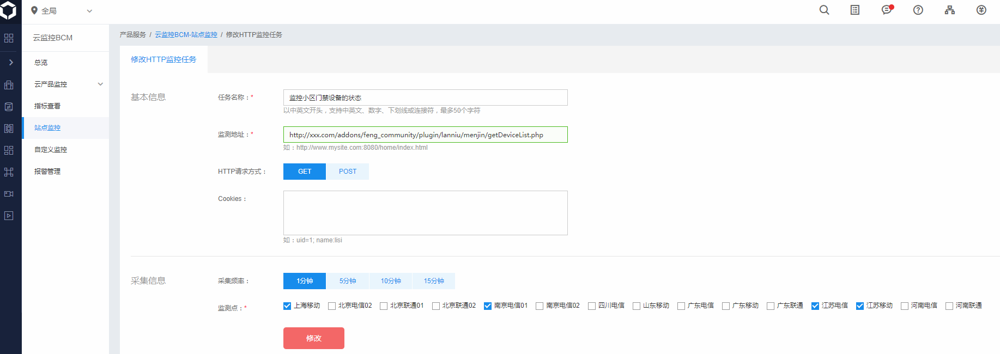 全局
云监控BCM
总览
云产品监控
指标查看
站点监控
自定义监控
报警管理
产品服务 / 云监控BCM-站点监控 / 修改HTTP监控任务
修改HTTP监控任务
基本信息
任务名称：*
监控小区门禁设备的状态
以中英文开头，支持中英文、数字、下划线或连接符，最多50个字符
监测地址：*
http://xxx.com/addons/feng_community/plugin/lanniu/menjin/getDeviceList.php
如：http://www.mysite.com:8080/home/index.html
HTTP请求方式： GET POST
Cookies：
如：uid=1; name:lisi
采集信息
采集频率： 1分钟 5分钟 10分钟 15分钟
监测点：* 上海移动 北京电信02 北京联通01 北京联通02 南京电信01 南京电信02 四川电信 山东移动 广东电信 广东移动 广东联通 江苏电信 江苏移动 河南电信 河南联通
修改